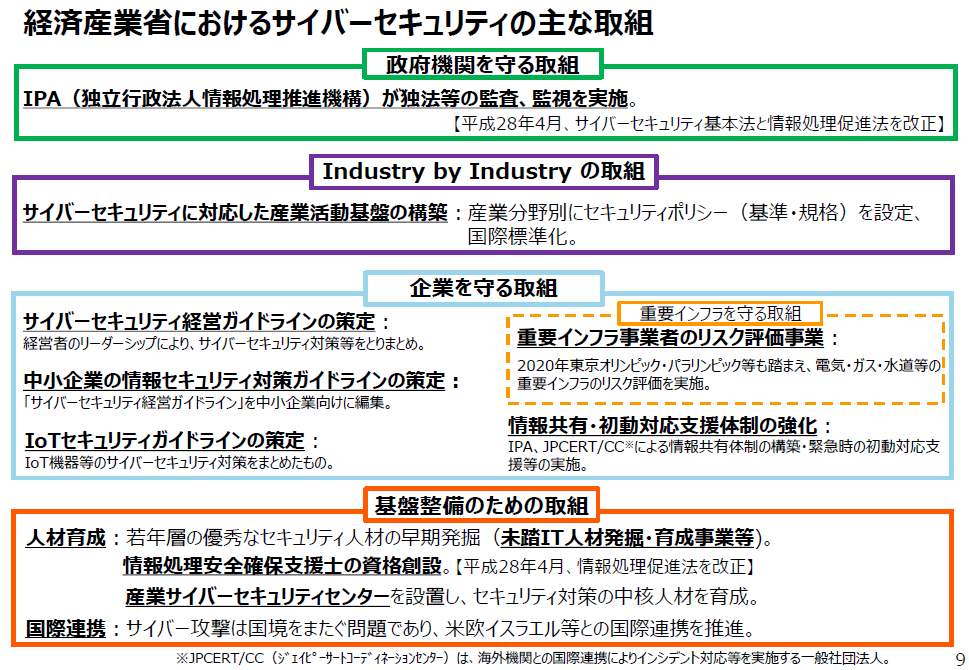 経済産業省におけるサイバーセキュリティの主な取組
政府機関を守る取組
IPA（独立行政法人情報処理推進機構）が独法等の監査、監視を実施。
【平成28年4月、サイバーセキュリティ基本法と情報処理促進法を改正】
Industry by Industry の取組
サイバーセキュリティに対応した産業活動基盤の構築：産業分野別にセキュリティポリシー（基準・規格）を設定、
国際標準化。
企業を守る取組
サイバーセキュリティ経営ガイドラインの策定：
経営者のリーダーシップにより、サイバーセキュリティ対策等をとりまとめ。
中小企業の情報セキュリティ対策ガイドラインの策定：
「サイバーセキュリティ経営ガイドライン」を中小企業向けに編集。
IoTセキュリティガイドラインの策定：
IoT機器等のサイバーセキュリティ対策をまとめたもの。
重要インフラを守る取組
重要インフラ事業者のリスク評価事業：
2020年東京オリンピック・パラリンピック等も踏まえ、電気・ガス・水道等の
重要インフラのリスク評価を実施。
情報共有・初動対応支援体制の強化：
IPA、JPCERT/CC※による情報共有体制の構築・緊急時の初動対応支
援等の実施。
基盤整備のための取組
人材育成：若年層の優秀なセキュリティ人材の早期発掘（未踏IT人材発掘・育成事業等)。
情報処理安全確保支援士の資格創設。【平成28年4月、情報処理促進法を改正】
産業サイバーセキュリティセンターを設置し、セキュリティ対策の中核人材を育成。
国際連携：サイバー攻撃は国境をまたぐ問題であり、米欧イスラエル等との国際連携を推進。
※JPCERT/CC（ｼﾞｪｲﾋﾟｰｻｰﾄｺｰﾃﾞｨﾈｰｼｮﾝｾﾝﾀｰ）は、海外機関との国際連携によりインシデント対応等を実施する一般社団法人。
9